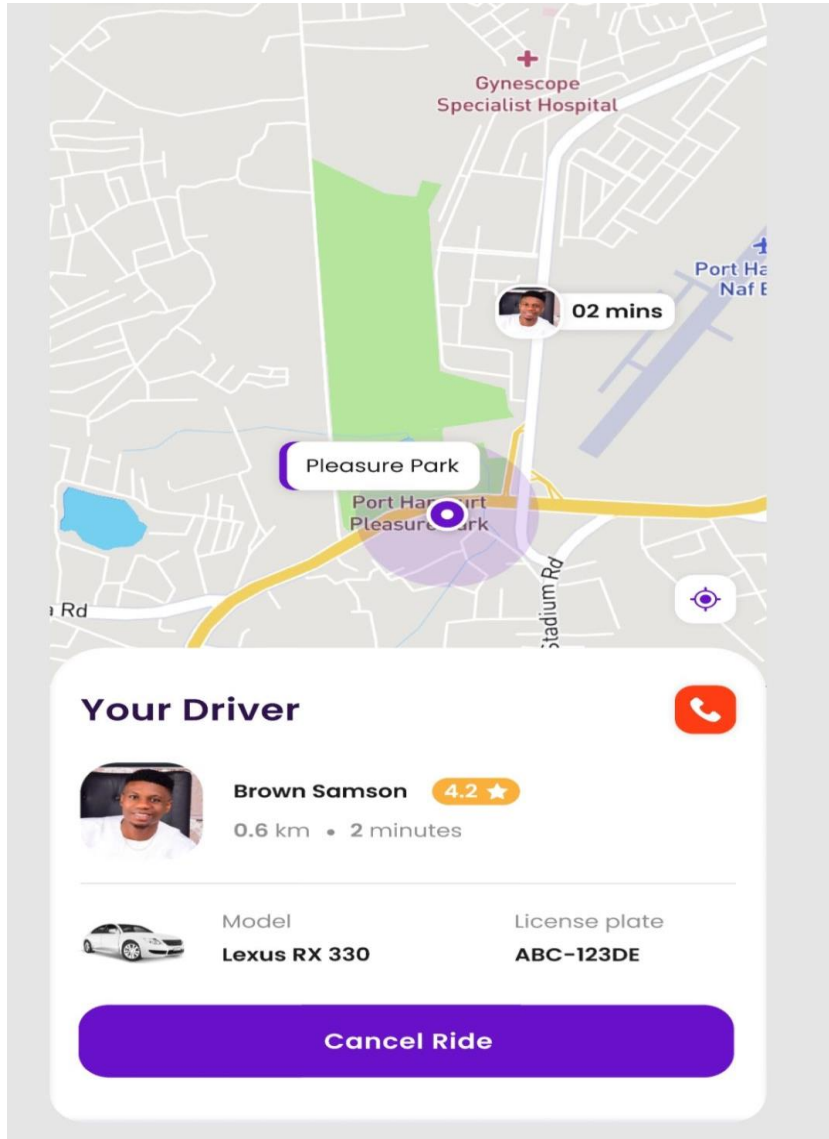 Gynescope
Specialist Hospital
Port Ha
Naf E
02 mins
Pleasure Park
Port Harcourt
Pleasure Park
a Rd
Stadium Rd
Your Driver
Brown Samson 4.2
0.6 km • 2 minutes
Model License plate
Lexus RX 330 ABC-123DE
Cancel Ride